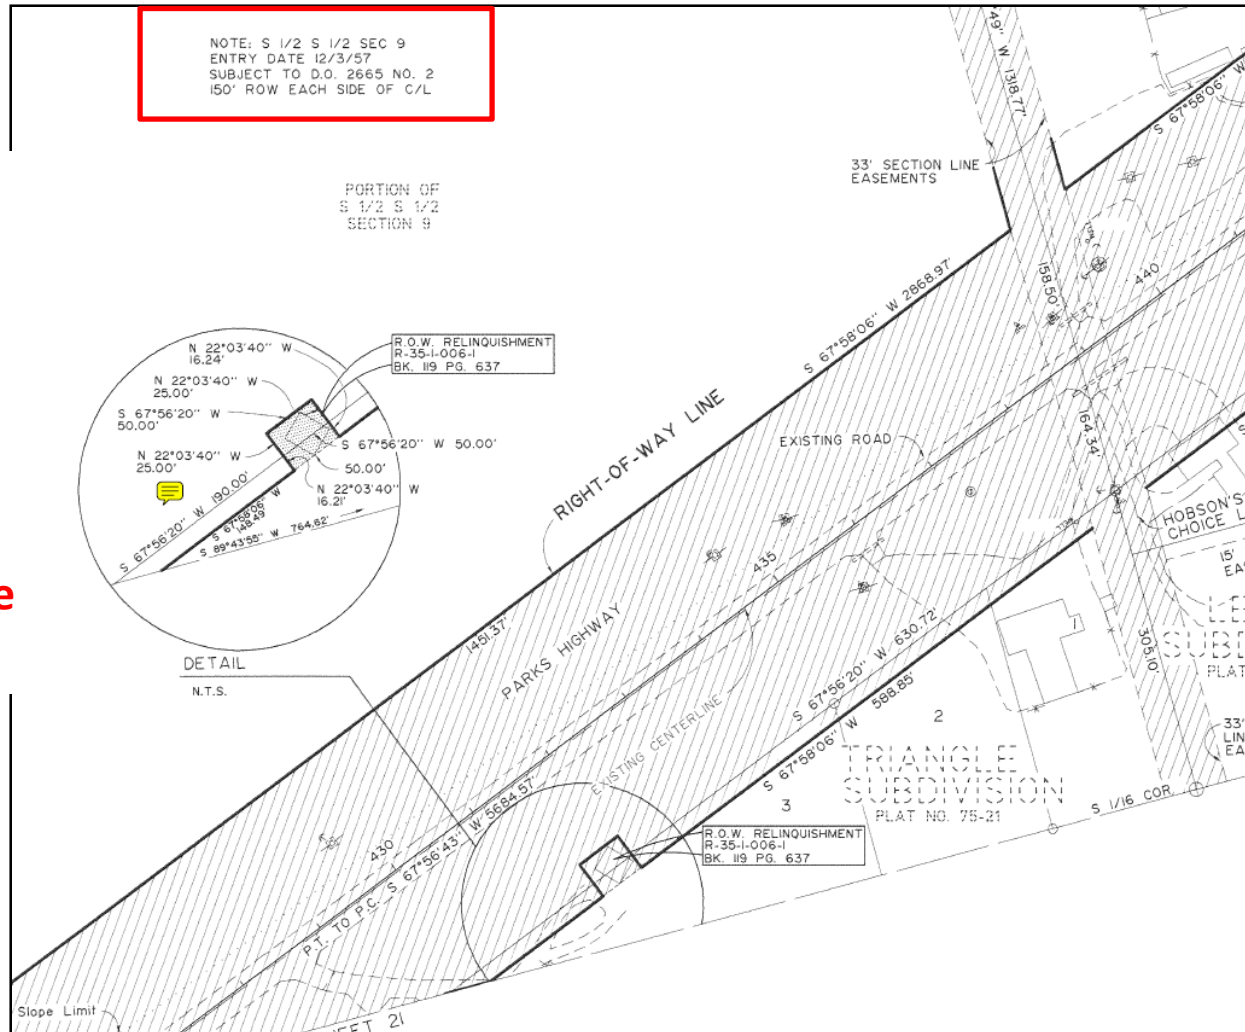 NOTE: S 1/2 S 1/2 SEC 9
ENTRY DATE 12/3/57
SUBJECT TO D.O. 2665 NO. 2
150' ROW EACH SIDE OF C/L
49" W 1318.77'
S 67°58'06" W
33' SECTION LINE
EASEMENTS
PORTION OF
S 1/2 S 1/2
SECTION 9
S 67°58'06" W 2868.97'
158.50'
440
N 22°03'40" W
16.24'
R.O.W. RELINQUISHMENT
R-35-1-006-1
BK. 119 PG. 637
N 22°03'40" W
25.00'
S 67°56'20" W
50.00'
S 67°56'20" W 50.00'
N 22°03'40" W
25.00'
50.00'
N 22°03'40" W
16.21'
S 67°56'20" W 190.00'
S 67°58'06" W
148.49
S 89°43'55" W 764.62'
RIGHT-OF-WAY LINE
EXISTING ROAD
164.34'
HOBSON'S
CHOICE L
15'
EA
435
e
1451.37'
PARKS HIGHWAY
S 67°56'20" W 630.72'
S 67°58'06" W 588.85'
305.10'
LE
SUBD
PLAT
DETAIL
N.T.S.
EXISTING CENTERLINE
2
33'
LIN
EA
TRIANGLE
SUBDIVISION
PLAT NO. 75-21
3
S 1/16 COR.
R.O.W. RELINQUISHMENT
R-35-1-006-1
BK. 119 PG. 637
430
P.T. TO P.C. S 67°56'43" W 5684.57'
Slope Limit
EET 21